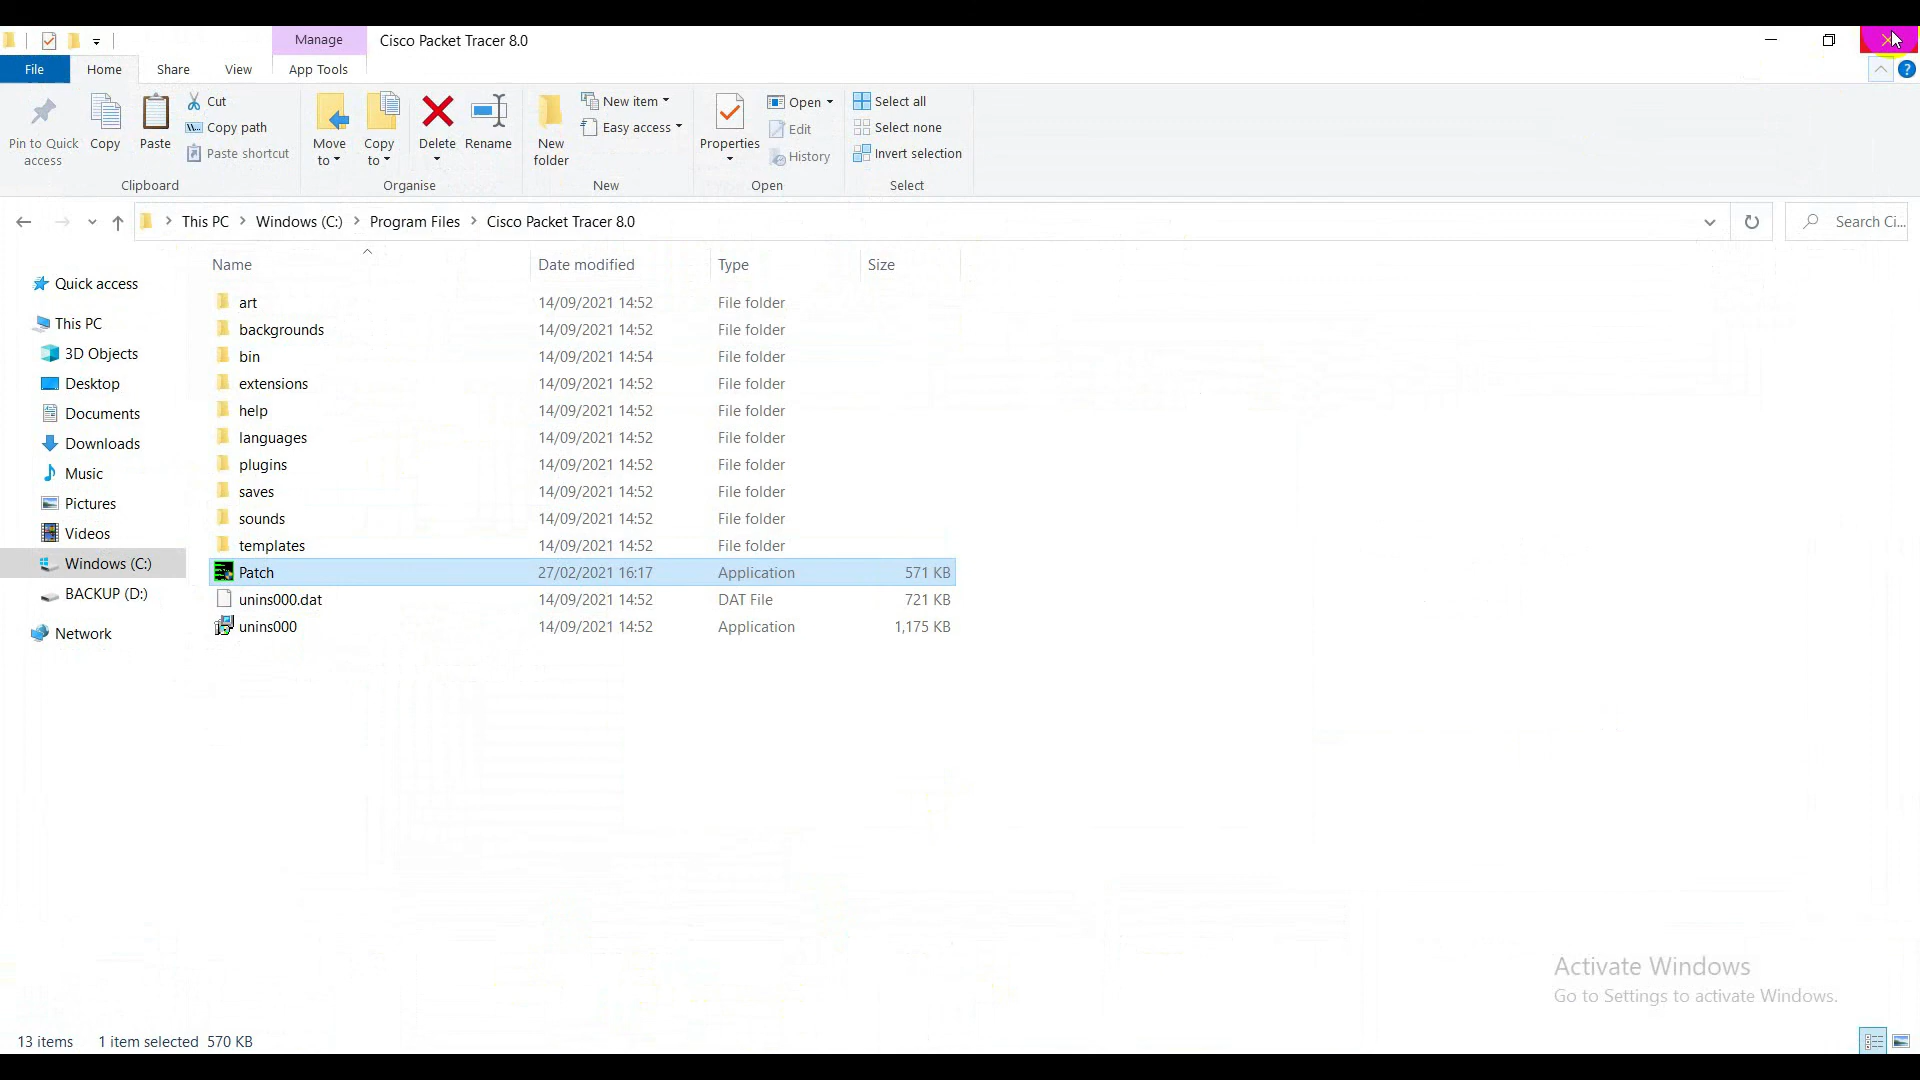 Manage
Cisco Packet Tracer 8.0
File
Home
Share
View
App Tools
Pin to Quick access
Copy
Paste
Cut
Copy path
Paste shortcut
Clipboard
Move to
Copy to
Delete
Rename
Organise
New folder
New item
Easy access
New
Properties
Open
Edit
History
Open
Select all
Select none
Invert selection
Select
This PC > Windows (C:) > Program Files > Cisco Packet Tracer 8.0
Search Ci...
Name Date modified Type Size
Quick access
This PC
3D Objects
Desktop
Documents
Downloads
Music
Pictures
Videos
Windows (C:)
BACKUP (D:)
Network
art 14/09/2021 14:52 File folder
backgrounds 14/09/2021 14:52 File folder
bin 14/09/2021 14:54 File folder
extensions 14/09/2021 14:52 File folder
help 14/09/2021 14:52 File folder
languages 14/09/2021 14:52 File folder
plugins 14/09/2021 14:52 File folder
saves 14/09/2021 14:52 File folder
sounds 14/09/2021 14:52 File folder
templates 14/09/2021 14:52 File folder
Patch 27/02/2021 16:17 Application 571 KB
unins000.dat 14/09/2021 14:52 DAT File 721 KB
unins000 14/09/2021 14:52 Application 1,175 KB
Activate Windows
Go to Settings to activate Windows.
13 items 1 item selected 570 KB